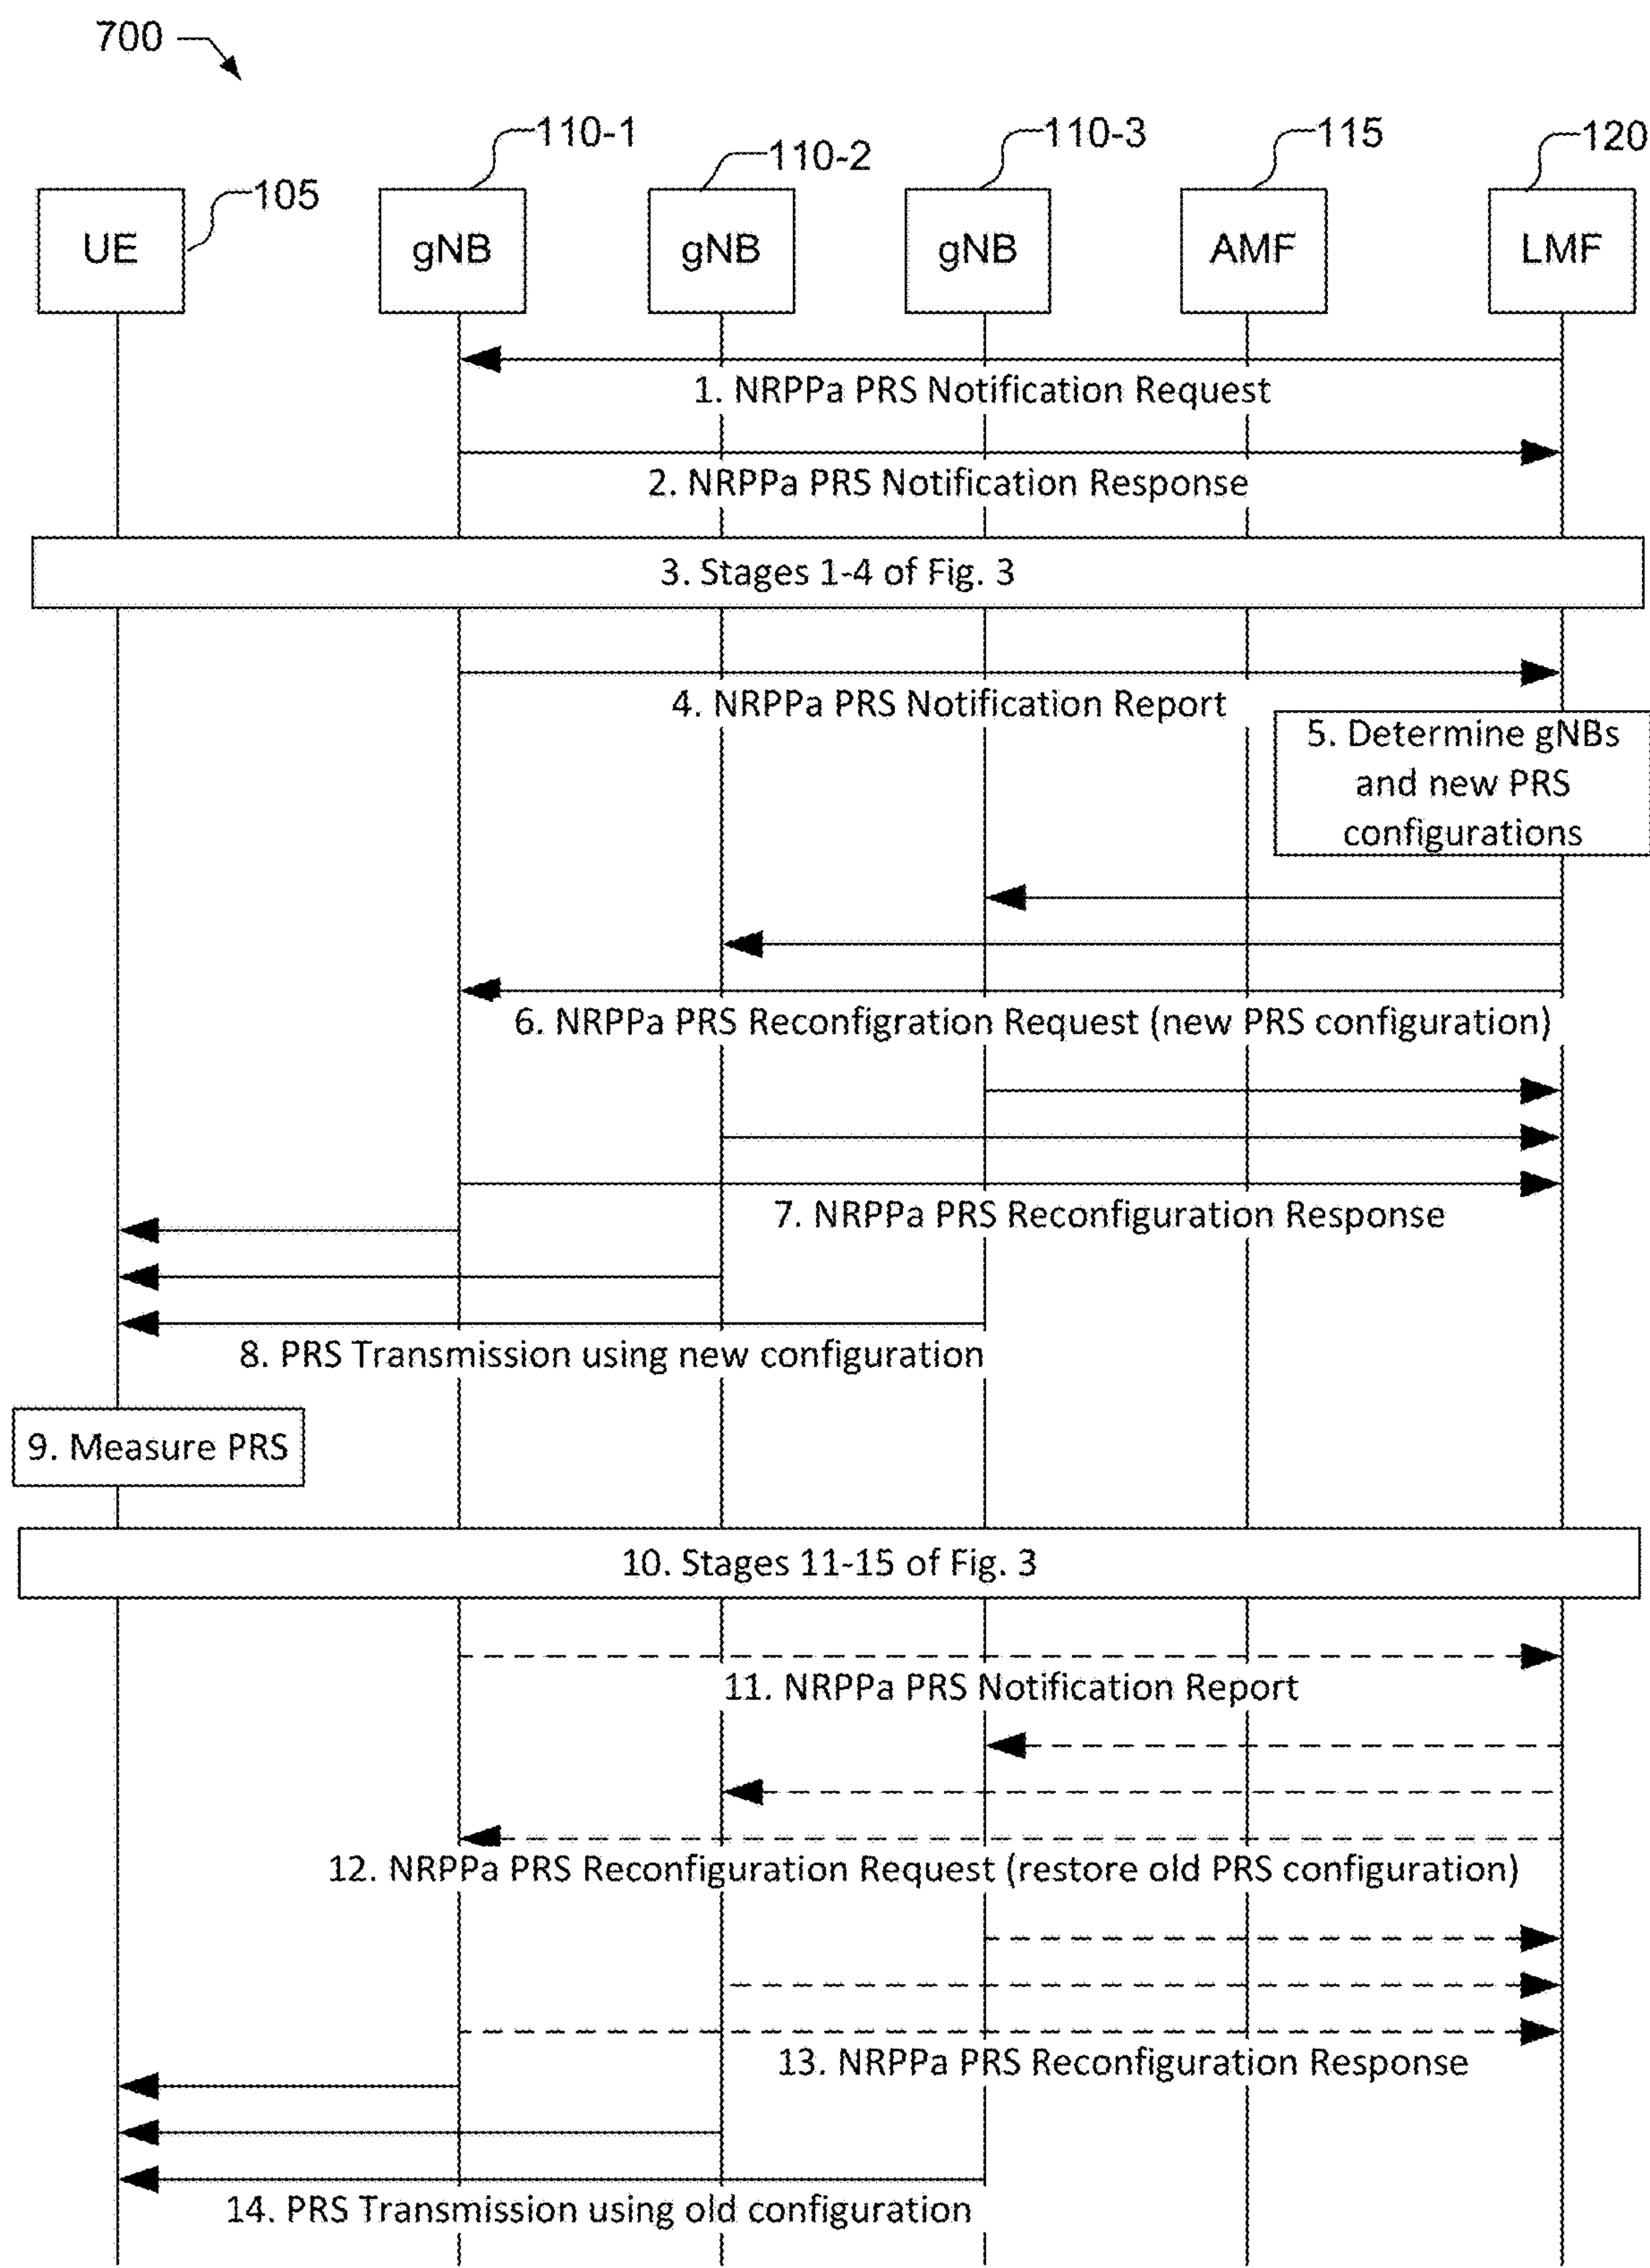 700
110-1
110-2
110-3
115
120
105
UE
gNB
gNB
gNB
AMF
LMF
1. NRPPa PRS Notification Request
2. NRPPa PRS Notification Response
3. Stages 1-4 of Fig. 3
4. NRPPa PRS Notification Report
5. Determine gNBs
and new PRS
configurations
6. NRPPa PRS Reconfigration Request (new PRS configuration)
7. NRPPa PRS Reconfiguration Response
8. PRS Transmission using new configuration
9. Measure PRS
10. Stages 11-15 of Fig. 3
11. NRPPa PRS Notification Report
12. NRPPa PRS Reconfiguration Request (restore old PRS configuration)
13. NRPPa PRS Reconfiguration Response
14. PRS Transmission using old configuration